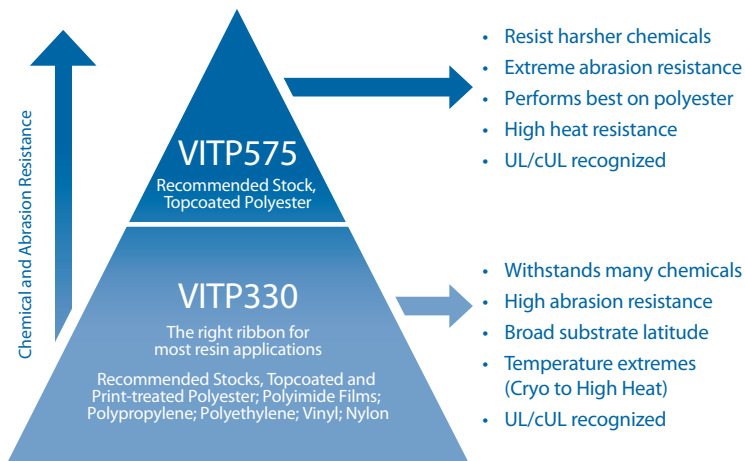 Chemical and Abrasion Resistance
VITP575
Recommended Stock,
Topcoated Polyester
• Resist harsher chemicals
• Extreme abrasion resistance
• Performs best on polyester
• High heat resistance
• UL/cUL recognized
VITP330
The right ribbon for
most resin applications
Recommended Stocks, Topcoated and
Print-treated Polyester; Polyimide Films;
Polypropylene; Polyethylene; Vinyl; Nylon
• Withstands many chemicals
• High abrasion resistance
• Broad substrate latitude
• Temperature extremes
(Cryo to High Heat)
• UL/cUL recognized